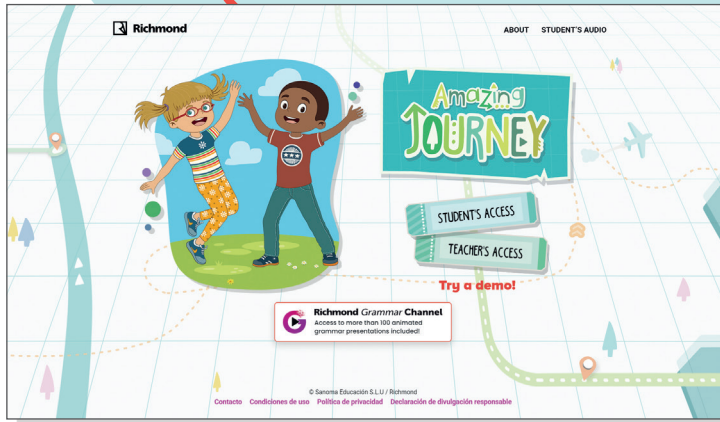 Richmond
ABOUT STUDENT'S AUDIO
Amazing
JOURNEY
STUDENT'S ACCESS
TEACHER'S ACCESS
Try a demo!
Richmond Grammar Channel
Access to more than 100 animated
grammar presentations included!
© Sanoma Educación S.L.U / Richmond
Contacto Condiciones de uso Política de privacidad Declaración de divulgación responsable